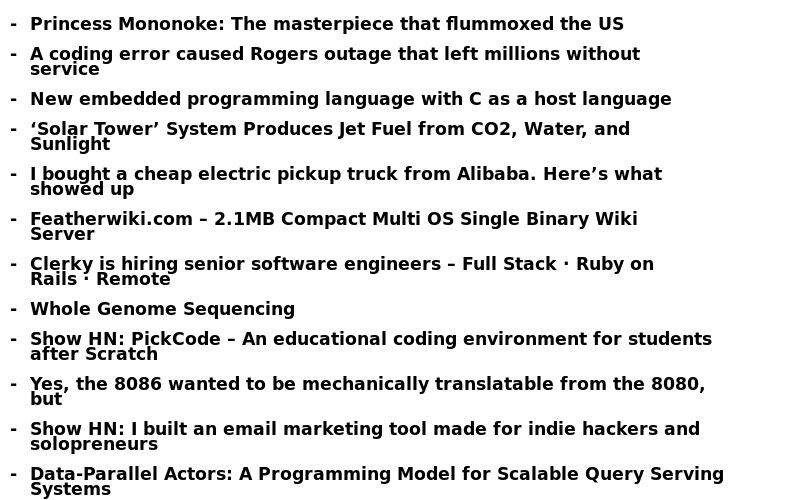 - Princess Mononoke: The masterpiece that flummoxed the US
- A coding error caused Rogers outage that left millions without
service
- New embedded programming language with C as a host language
- ‘Solar Tower’ System Produces Jet Fuel from CO2, Water, and
Sunlight
- I bought a cheap electric pickup truck from Alibaba. Here’s what
showed up
- Featherwiki.com – 2.1MB Compact Multi OS Single Binary Wiki
Server
- Clerky is hiring senior software engineers – Full Stack · Ruby on
Rails · Remote
- Whole Genome Sequencing
- Show HN: PickCode – An educational coding environment for students
after Scratch
- Yes, the 8086 wanted to be mechanically translatable from the 8080,
but
- Show HN: I built an email marketing tool made for indie hackers and
solopreneurs
- Data-Parallel Actors: A Programming Model for Scalable Query Serving
Systems